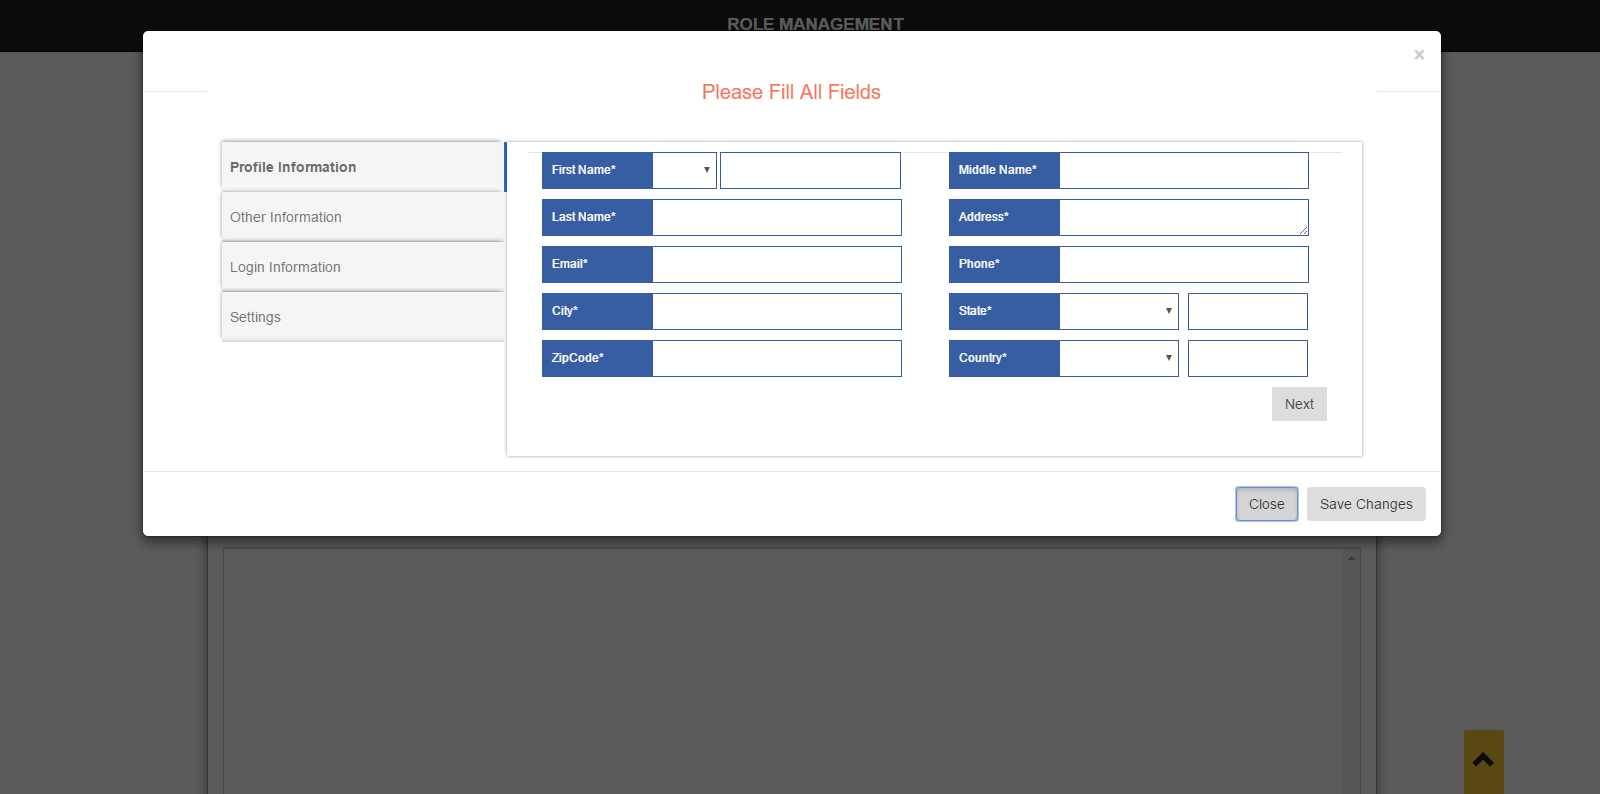 ROLE MANAGEMENT
×
Please Fill All Fields
Profile Information
Other Information
Login Information
Settings
First Name*
Middle Name*
Last Name*
Address*
Email*
Phone*
City*
State*
ZipCode*
Country*
Next
Close
Save Changes